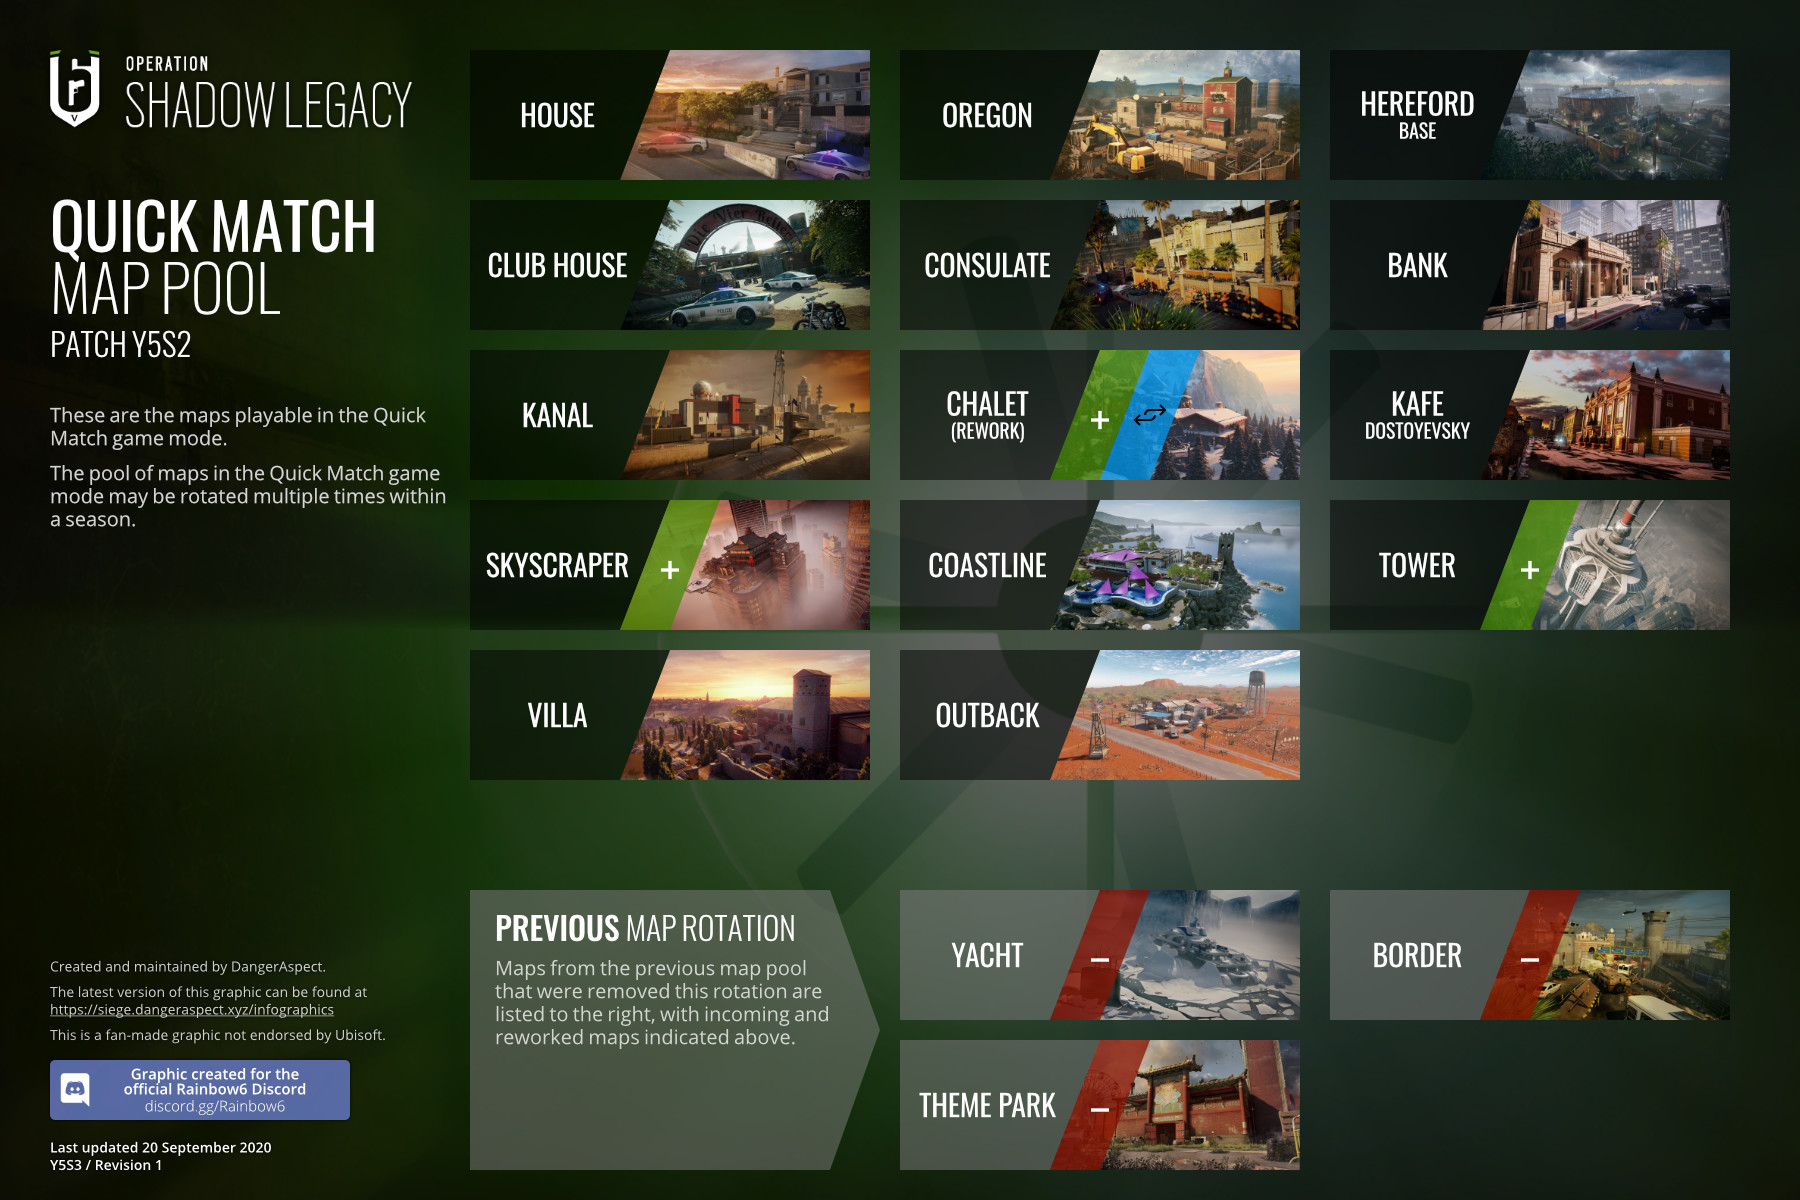 OPERATION
SHADOW LEGACY
QUICK MATCH
MAP POOL
PATCH Y5S2
These are the maps playable in the Quick
Match game mode.
The pool of maps in the Quick Match game
mode may be rotated multiple times within
a season.
HOUSE
OREGON
HEREFORD
BASE
CLUB HOUSE
CONSULATE
BANK
KANAL
CHALET
(REWORK)
+
KAFE
DOSTOYEVSKY
SKYSCRAPER
+
COASTLINE
TOWER
+
VILLA
OUTBACK
PREVIOUS MAP ROTATION
Maps from the previous map pool
that were removed this rotation are
listed to the right, with incoming and
reworked maps indicated above.
YACHT
–
BORDER
–
THEME PARK
–
Created and maintained by DangerAspect.
The latest version of this graphic can be found at
https://siege.dangeraspect.xyz/infographics
This is a fan-made graphic not endorsed by Ubisoft.
Graphic created for the
official Rainbow6 Discord
discord.gg/Rainbow6
Last updated 20 September 2020
Y5S3 / Revision 1